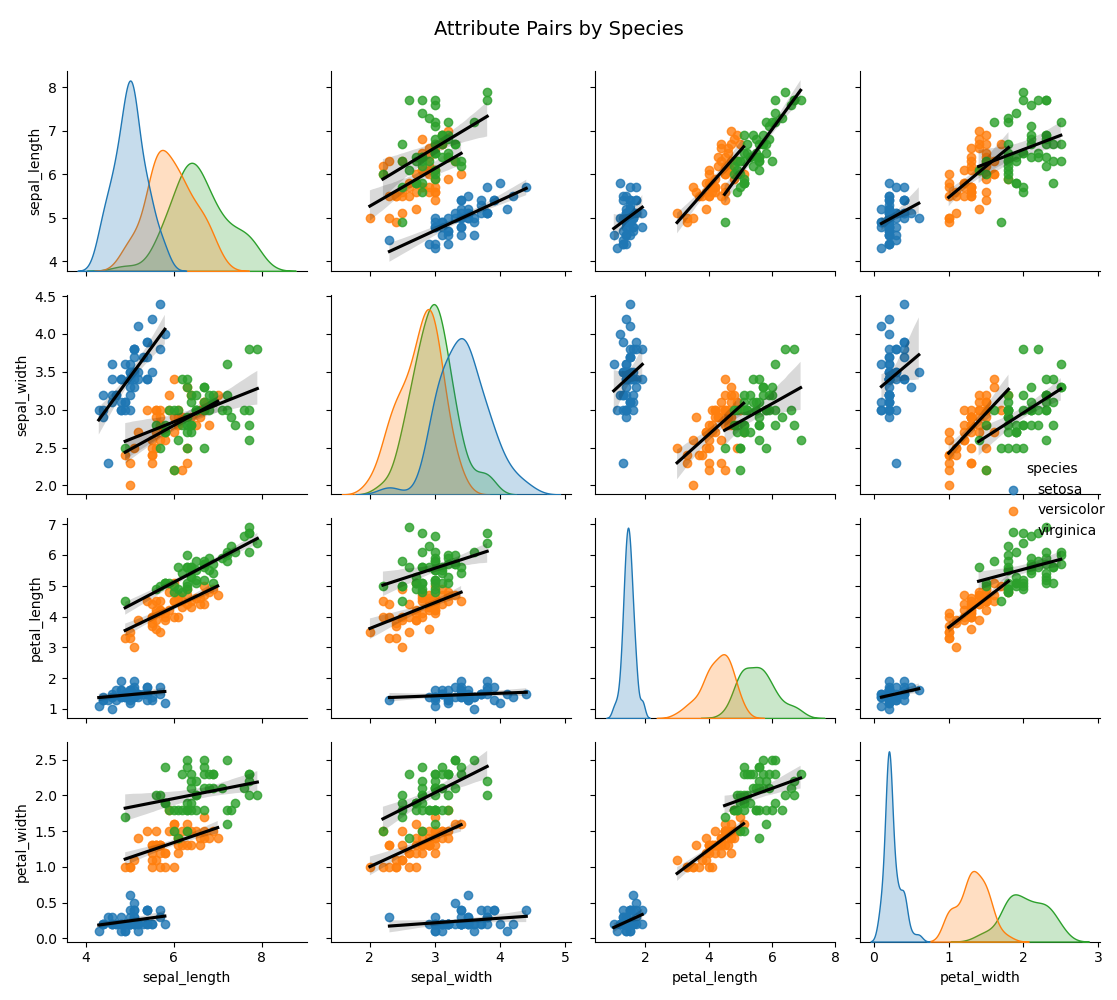 Attribute Pairs by Species
sepal_length
8
7
6
5
4
4 6 8
sepal_width
4.5
4.0
3.5
3.0
2.5
2.0
species
setosa
versicolor
virginica
petal_length
7
6
5
4
3
2
1
petal_width
2.5
2.0
1.5
1.0
0.5
0.0
4 6 8
2 3 4 5
2 4 6 8
0 1 2 3
sepal_length
sepal_width
petal_length
petal_width